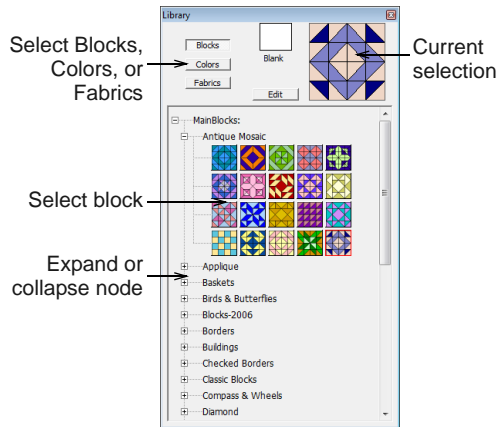 Library
Select Blocks,
Colors, or
Fabrics
Blocks
Colors
Fabrics
Blank
Edit
Current
selection
MainBlocks:
Antique Mosaic
Select block
Expand or
collapse node
Applique
Baskets
Birds & Butterflies
Blocks-2006
Borders
Buildings
Checked Borders
Classic Blocks
Compass & Wheels
Diamond